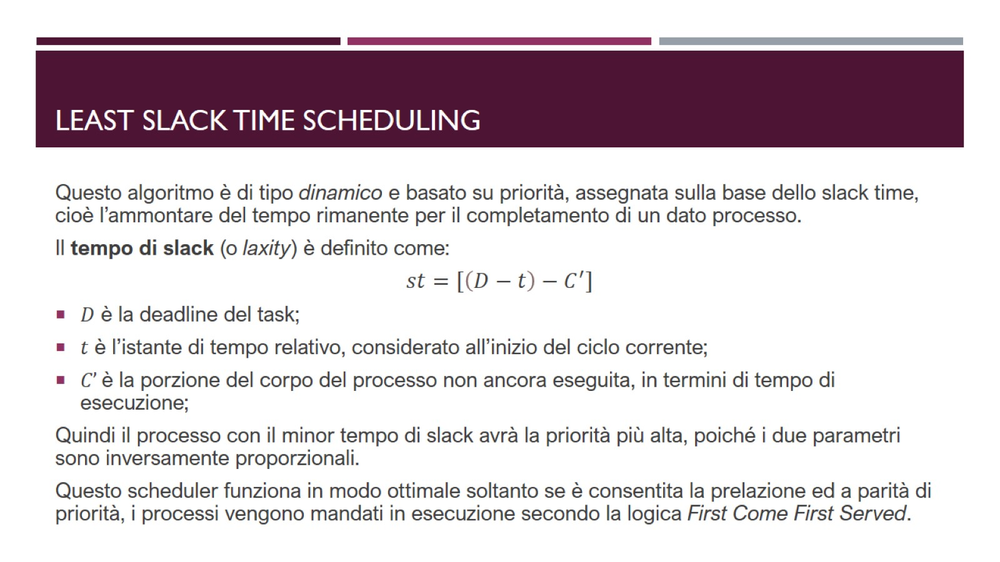 LEAST SLACK TIME SCHEDULING
Questo algoritmo è di tipo dinamico e basato su priorità, assegnata sulla base dello slack time,
cioè l’ammontare del tempo rimanente per il completamento di un dato processo.
Il tempo di slack (o laxity) è definito come:
st = [(D − t) − C′]
▪ D è la deadline del task;
▪ t è l’istante di tempo relativo, considerato all’inizio del ciclo corrente;
▪ C’ è la porzione del corpo del processo non ancora eseguita, in termini di tempo di
esecuzione;
Quindi il processo con il minor tempo di slack avrà la priorità più alta, poiché i due parametri
sono inversamente proporzionali.
Questo scheduler funziona in modo ottimale soltanto se è consentita la prelazione ed a parità di
priorità, i processi vengono mandati in esecuzione secondo la logica First Come First Served.